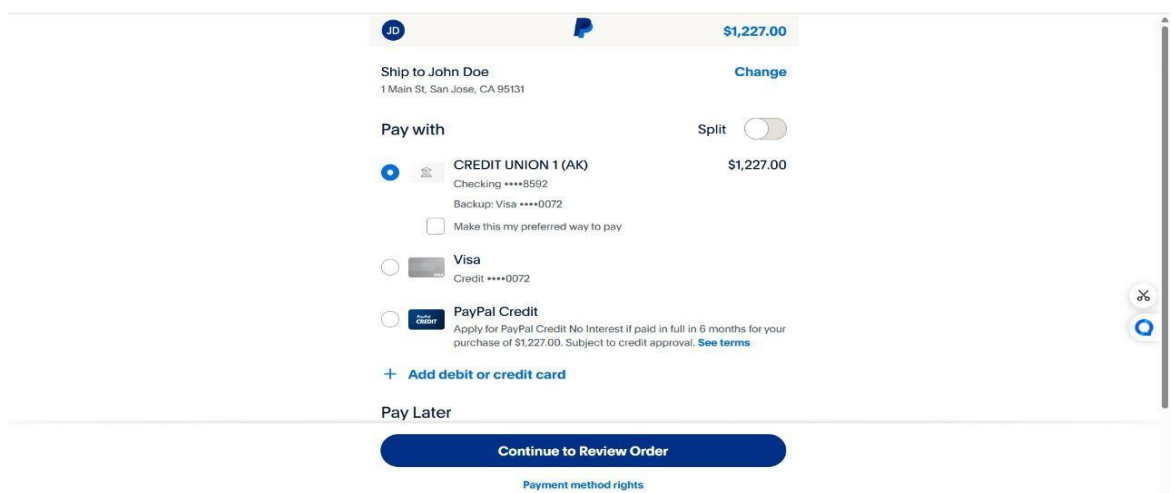 JD
$1,227.00
Ship to John Doe
Change
1 Main St, San Jose, CA 95131
Pay with
Split
CREDIT UNION 1 (AK)
$1,227.00
Checking ••••8592
Backup: Visa ••••0072
Make this my preferred way to pay
Visa
VISA
Credit ••••0072
PayPal Credit
PayPal
CREDIT
Apply for PayPal Credit No Interest if paid in full in 6 months for your
purchase of $1,227.00. Subject to credit approval. See terms
+ Add debit or credit card
Pay Later
Continue to Review Order
Payment method rights